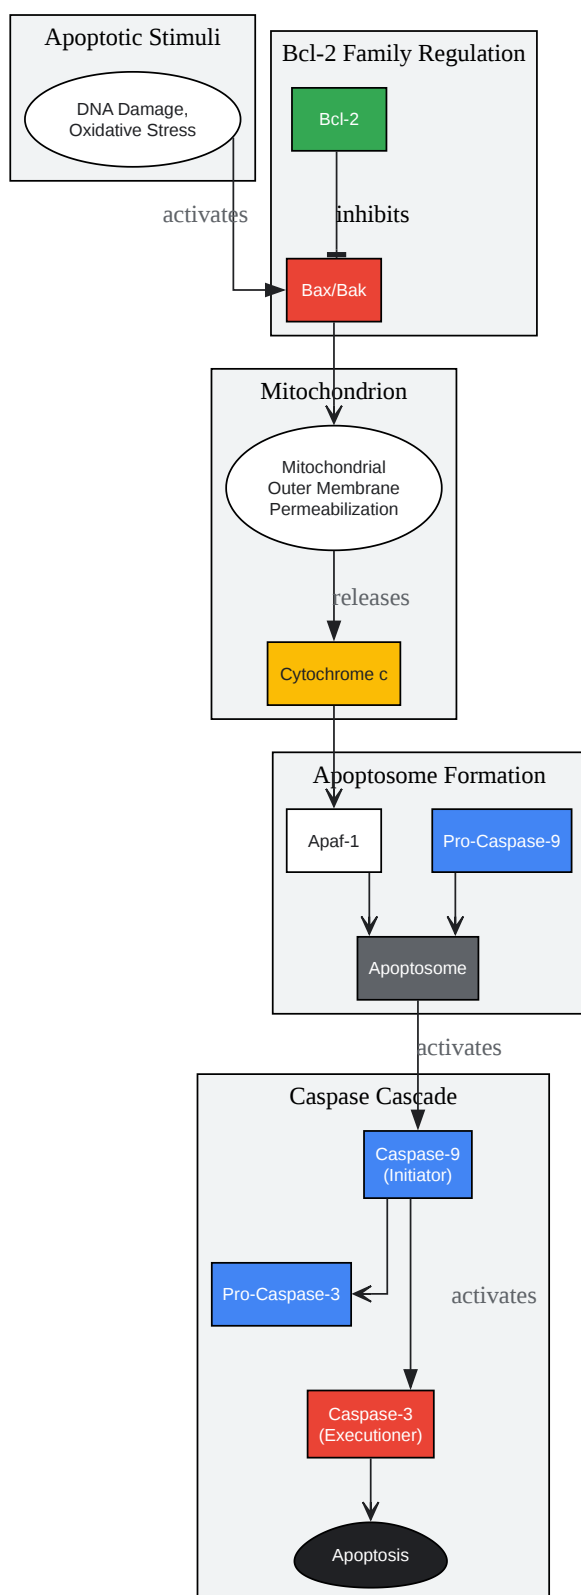 Apoptotic Stimuli
DNA Damage,
Oxidative Stress
Bcl-2 Family Regulation
Bcl-2
activates
inhibits
Bax/Bak
Mitochondrion
Mitochondrial
Outer Membrane
Permeabilization
releases
Cytochrome c
Apoptosome Formation
Apaf-1
Pro-Caspase-9
Apoptosome
activates
Caspase Cascade
Caspase-9
(Initiator)
Pro-Caspase-3
activates
Caspase-3
(Executioner)
Apoptosis